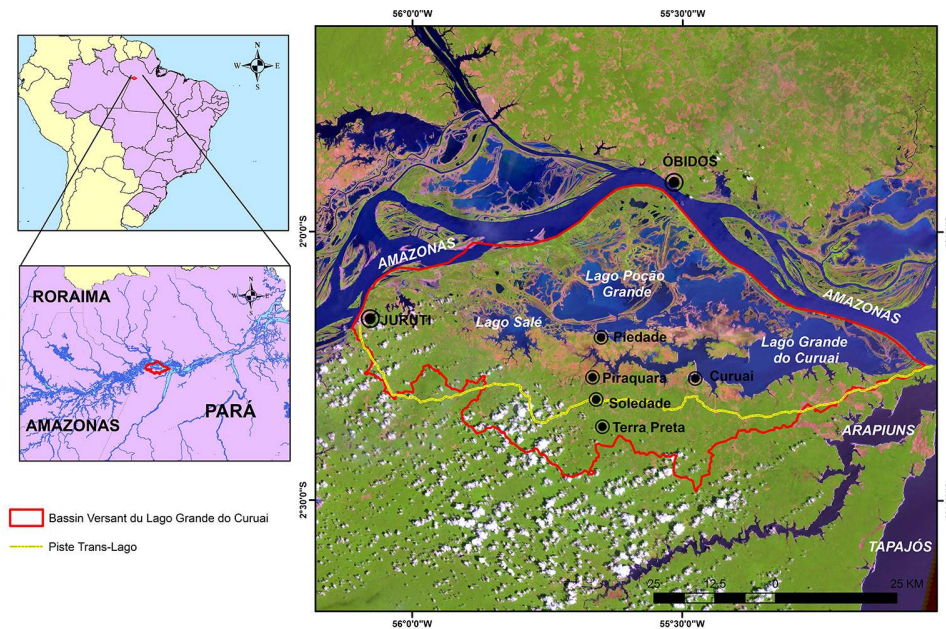 56°0'0"W
55°30'0"W
N
W
E
S
ÓBIDOS
2°0'0"S
AMAZONAS
Lago Poção
Grande
AMAZONAS
JURUTI
Lago Salé
Piedade
Lago Grande
do Curuai
Piraquara
Curuai
Soledade
Terra Preta
ARAPIUNS
2°30'0"S
TAPAJÓS
25
12.5
0
25 KM
56°0'0"W
55°30'0"W
N
W
E
S
RORAIMA
PARÁ
AMAZONAS
Bassin Versant du Lago Grande do Curuai
Piste Trans-Lago